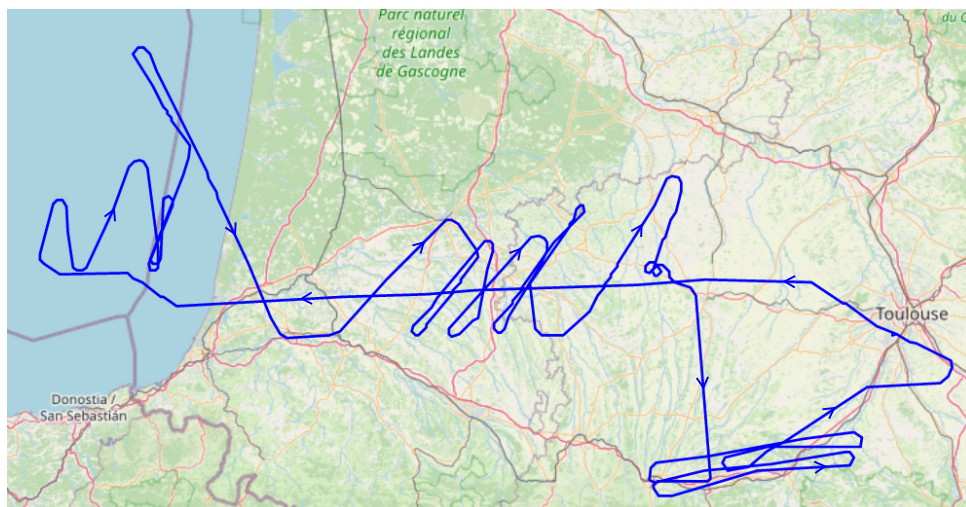 Parc naturel
régional
des Landes
de Gascogne
Toulouse
Donostia /
San-Sebastián